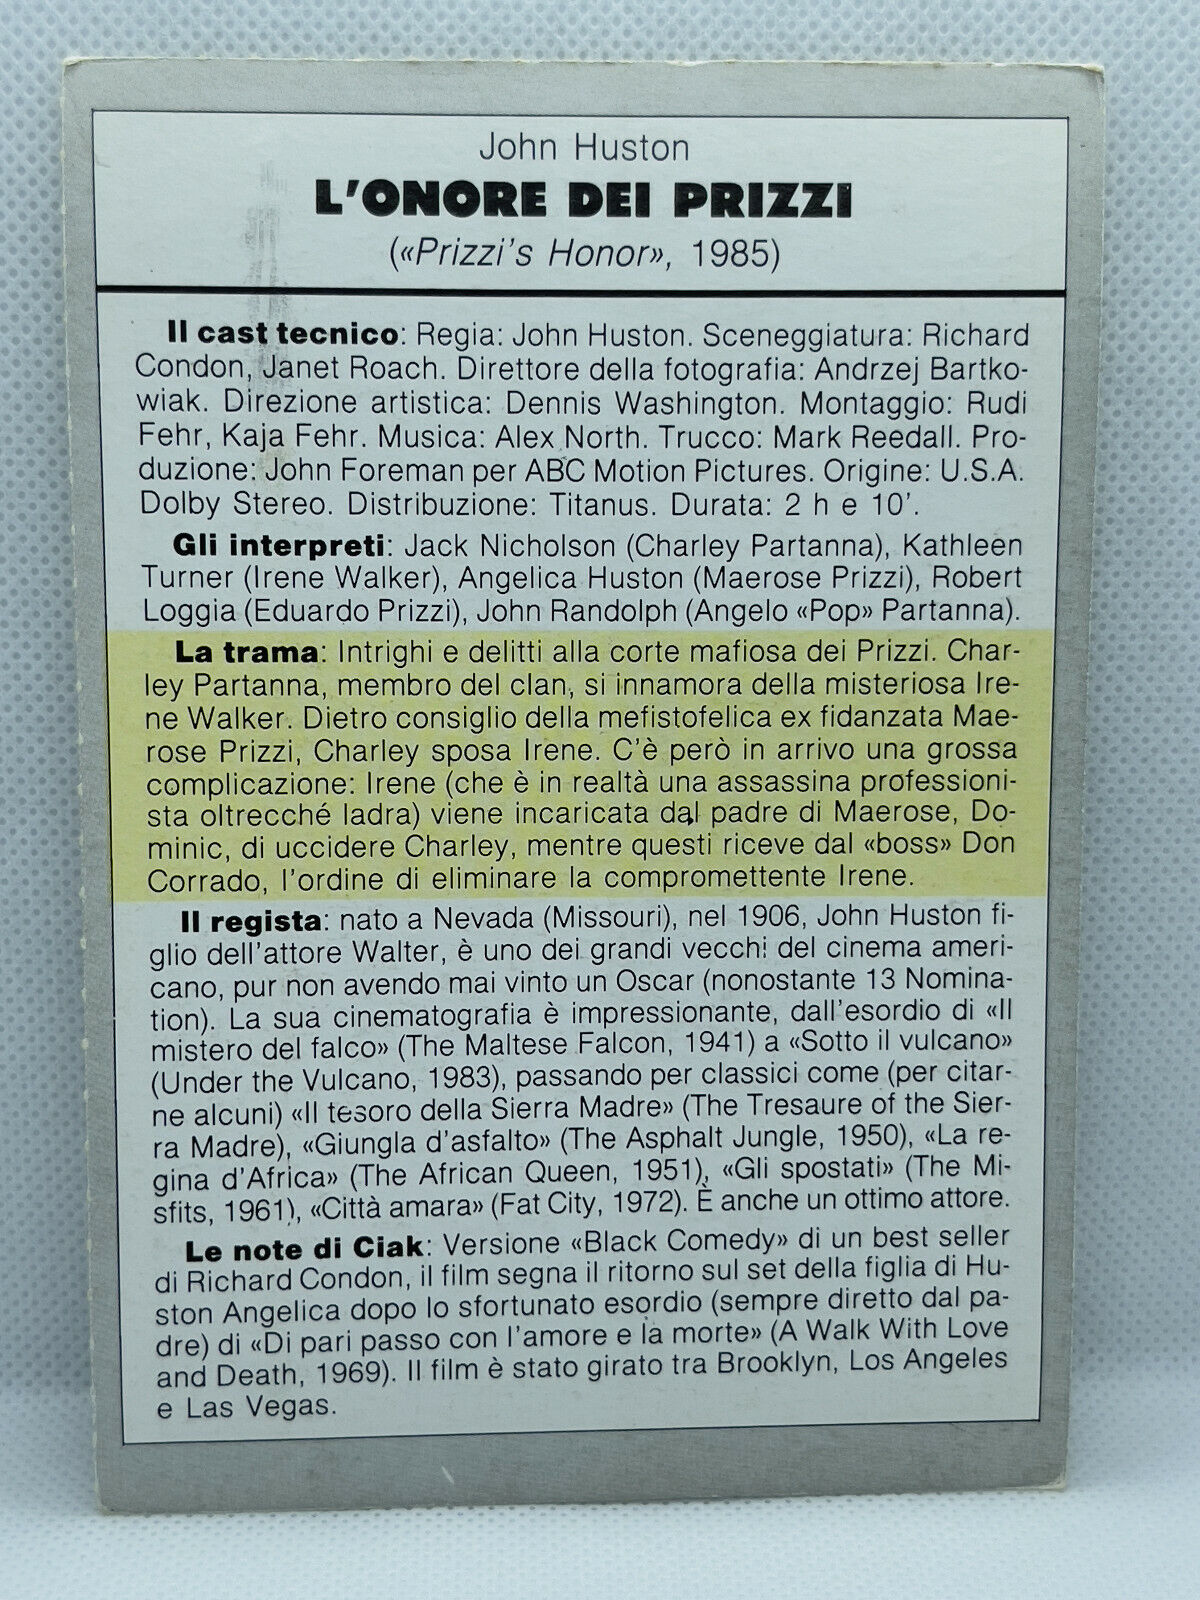 John Huston
L'ONORE DEI PRIZZI
(«Prizzi's Honor», 1985)
Il cast tecnico: Regia: John Huston. Sceneggiatura: Richard
Condon, Janet Roach. Direttore della fotografia: Andrzej Bartko-
wiak. Direzione artistica: Dennis Washington. Montaggio: Rudi
Fehr, Kaja Fehr. Musica: Alex North. Trucco: Mark Reedall. Pro-
duzione: John Foreman per ABC Motion Pictures. Origine: U.S.A.
Dolby Stereo. Distribuzione: Titanus. Durata: 2 h e 10'.
Gli interpreti: Jack Nicholson (Charley Partanna), Kathleen
Turner (Irene Walker), Angelica Huston (Maerose Prizzi), Robert
Loggia (Eduardo Prizzi), John Randolph (Angelo «Pop» Partanna).
La trama: Intrighi e delitti alla corte mafiosa dei Prizzi. Char-
ley Partanna, membro del clan, si innamora della misteriosa Ire-
ne Walker. Dietro consiglio della mefistofelica ex fidanzata Mae-
rose Prizzi, Charley sposa Irene. C'è però in arrivo una grossa
complicazione: Irene (che è in realtà una assassina professioni-
sta oltrecché ladra) viene incaricata dal padre di Maerose, Do-
minic, di uccidere Charley, mentre questi riceve dal «boss» Don
Corrado, l'ordine di eliminare la compromettente Irene.
Il regista: nato a Nevada (Missouri), nel 1906, John Huston fi-
glio dell'attore Walter, è uno dei grandi vecchi del cinema ameri-
cano, pur non avendo mai vinto un Oscar (nonostante 13 Nomina-
tion). La sua cinematografia è impressionante, dall'esordio di «Il
mistero del falco» (The Maltese Falcon, 1941) a «Sotto il vulcano»
(Under the Vulcano, 1983), passando per classici come (per citar-
ne alcuni) «Il tesoro della Sierra Madre» (The Tresaure of the Sier-
ra Madre), «Giungla d'asfalto» (The Asphalt Jungle, 1950), «La re-
gina d'Africa» (The African Queen, 1951), «Gli spostati» (The Mi-
sfits, 1961), «Città amara» (Fat City, 1972). È anche un ottimo attore.
Le note di Ciak: Versione «Black Comedy» di un best seller
di Richard Condon, il film segna il ritorno sul set della figlia di Hu-
ston Angelica dopo lo sfortunato esordio (sempre diretto dal pa-
dre) di «Di pari passo con l'amore e la morte» (A Walk With Love
and Death, 1969). Il film è stato girato tra Brooklyn, Los Angeles
e Las Vegas.